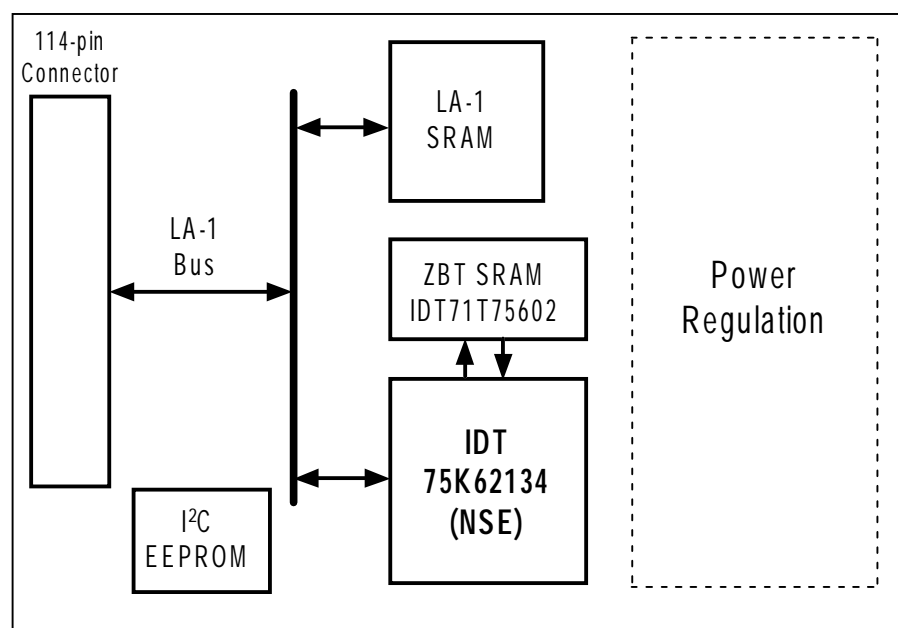 114-pin
Connector
LA-1
SRAM
LA-1
Bus
ZBT SRAM
IDT71T75602
Power
Regulation
IDT
75K62134
(NSE)
I²C
EEPROM